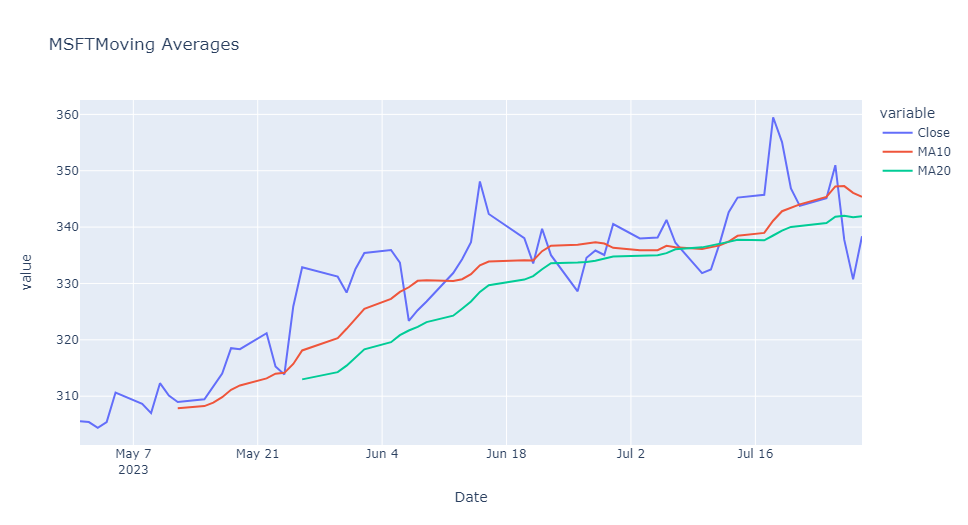 MSFTMoving Averages
variable
Close
MA10
MA20
value
360
350
340
330
320
310
May 7
2023
May 21
Jun 4
Jun 18
Jul 2
Jul 16
Date